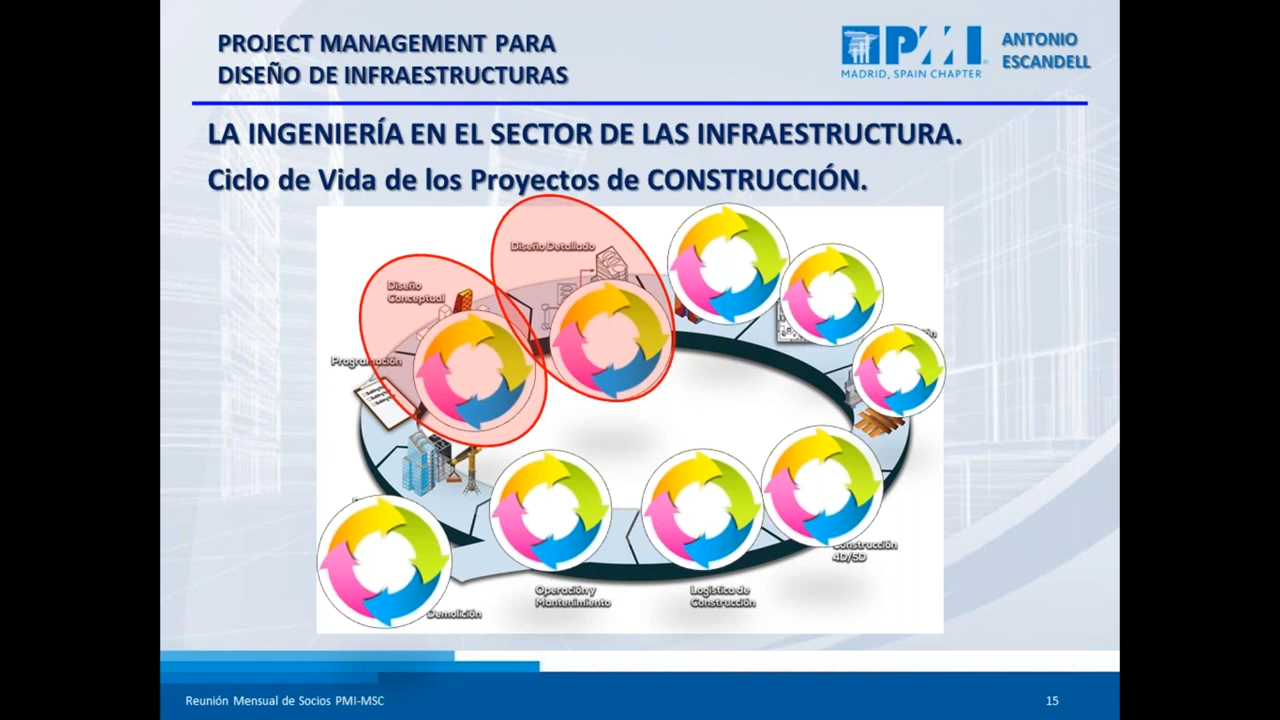 PROJECT MANAGEMENT PARA
DISEÑO DE INFRAESTRUCTURAS
PMI
MADRID, SPAIN CHAPTER
ANTONIO
ESCANDELL
LA INGENIERÍA EN EL SECTOR DE LAS INFRAESTRUCTURA.
Ciclo de Vida de los Proyectos de CONSTRUCCIÓN.
Diseño Detallado
Diseño
Conceptual
Programación
Construcción
4D/5D
Operación y
Mantenimiento
Logística de
Construcción
Demolición
Reunión Mensual de Socios PMI-MSC
15